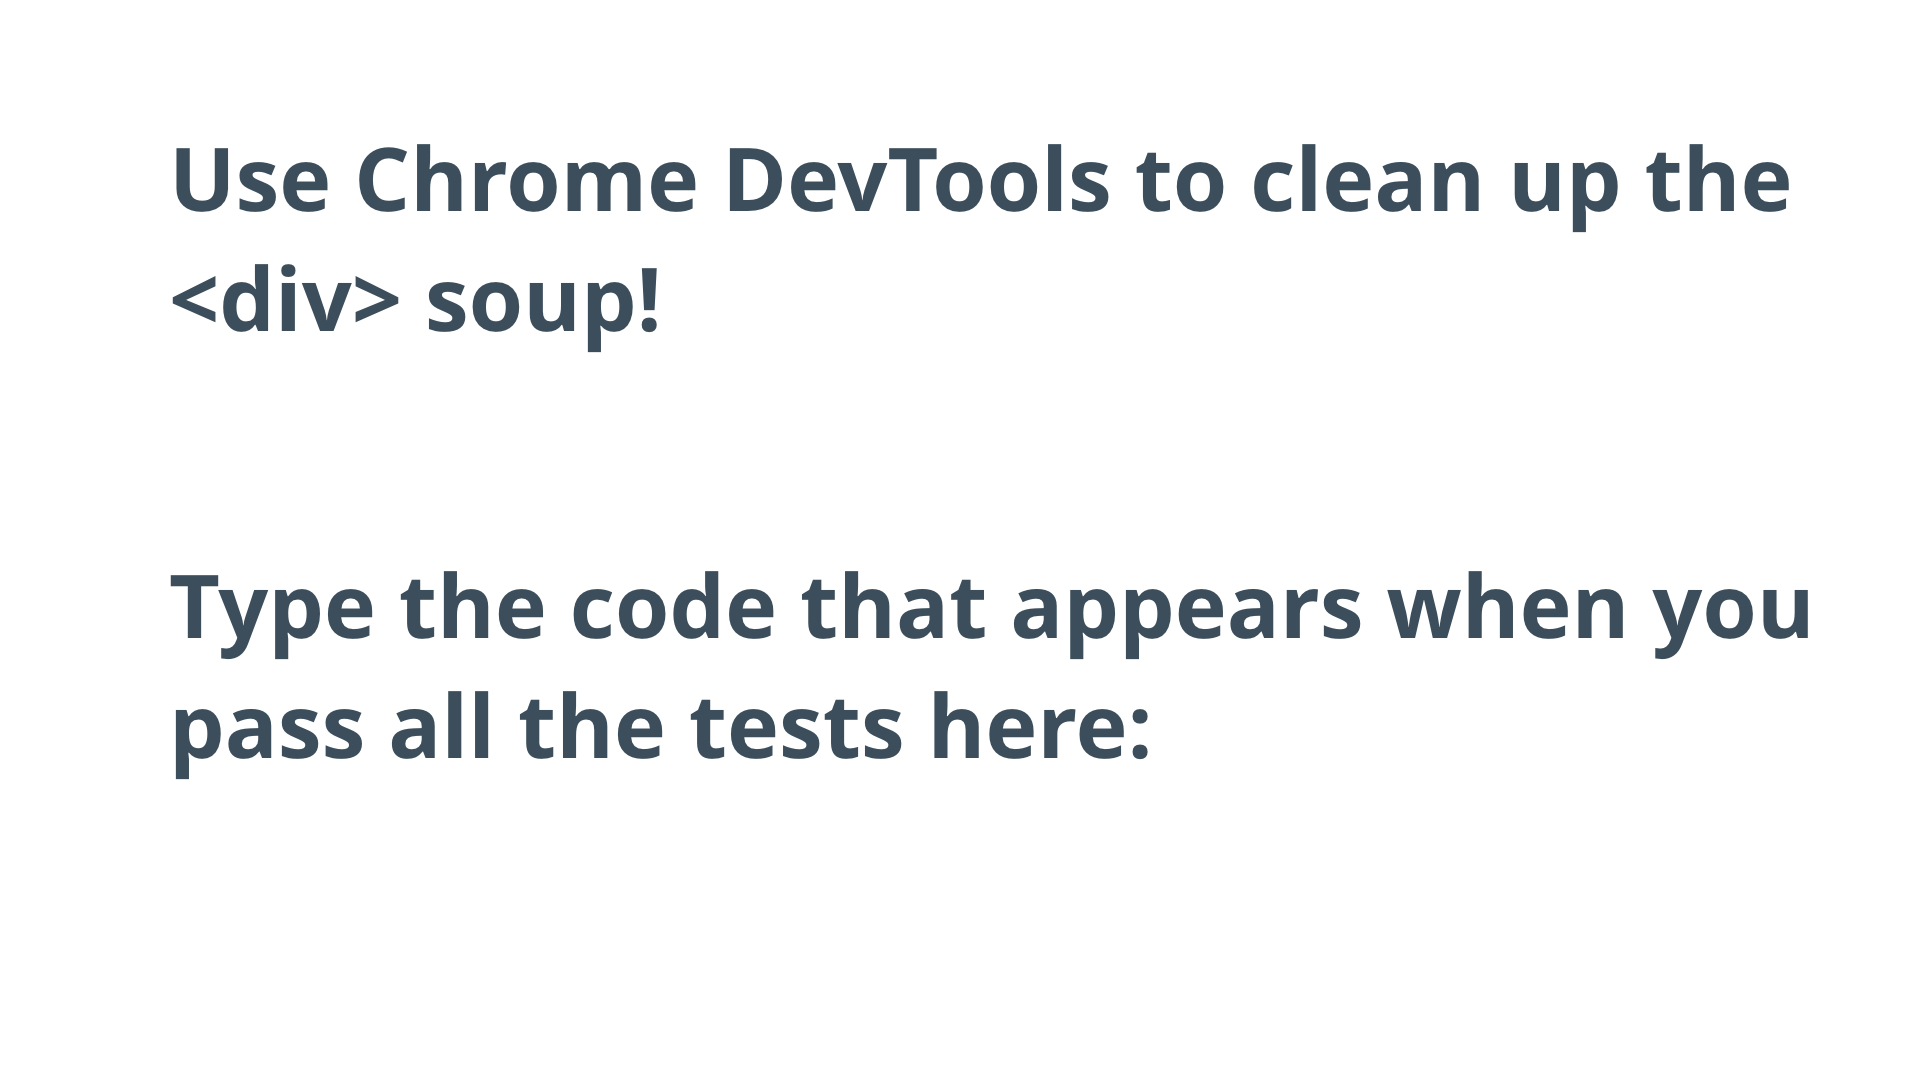 Use Chrome DevTools to clean up the
<div> soup!
Type the code that appears when you
pass all the tests here: